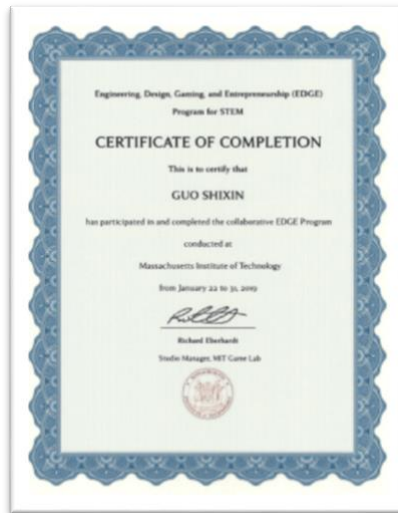 Engineering, Design, Gaming, and Entrepreneurship (EDGE)
Program for STEM
CERTIFICATE OF COMPLETION
This is to certify that
GUO SHIXIN
has participated in and completed the collaborative EDGE Program
conducted at
Massachusetts Institute of Technology
from January 22 to 31, 2019
Richard Eberhardt
Studio Manager, MIT Game Lab